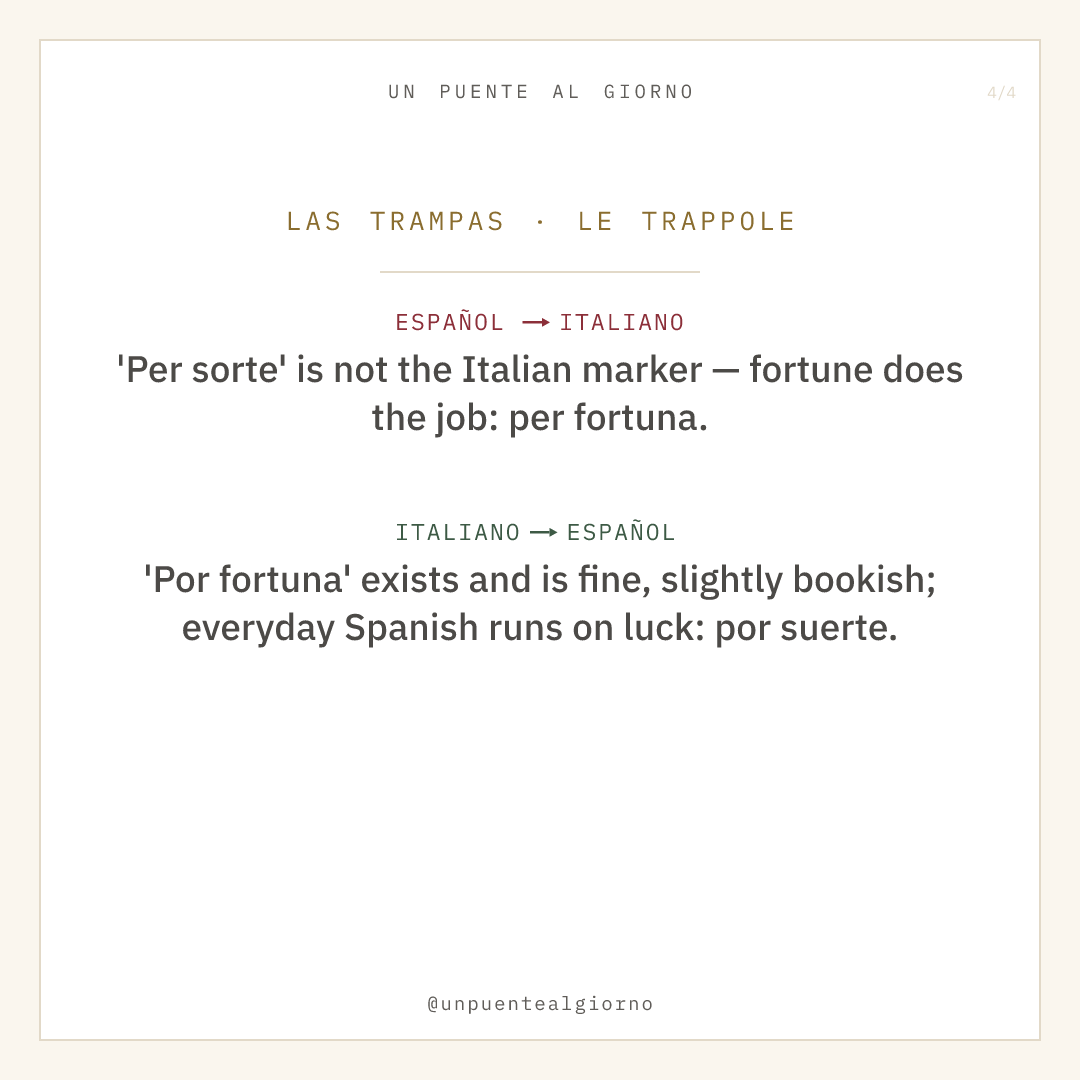 UN PUENTE AL GIORNO
4/4
LAS TRAMPAS · LE TRAPPOLE
ESPAÑOL → ITALIANO
'Per sorte' is not the Italian marker — fortune does
the job: per fortuna.
ITALIANO → ESPAÑOL
'Por fortuna' exists and is fine, slightly bookish;
everyday Spanish runs on luck: por suerte.
@unpuentealgiorno